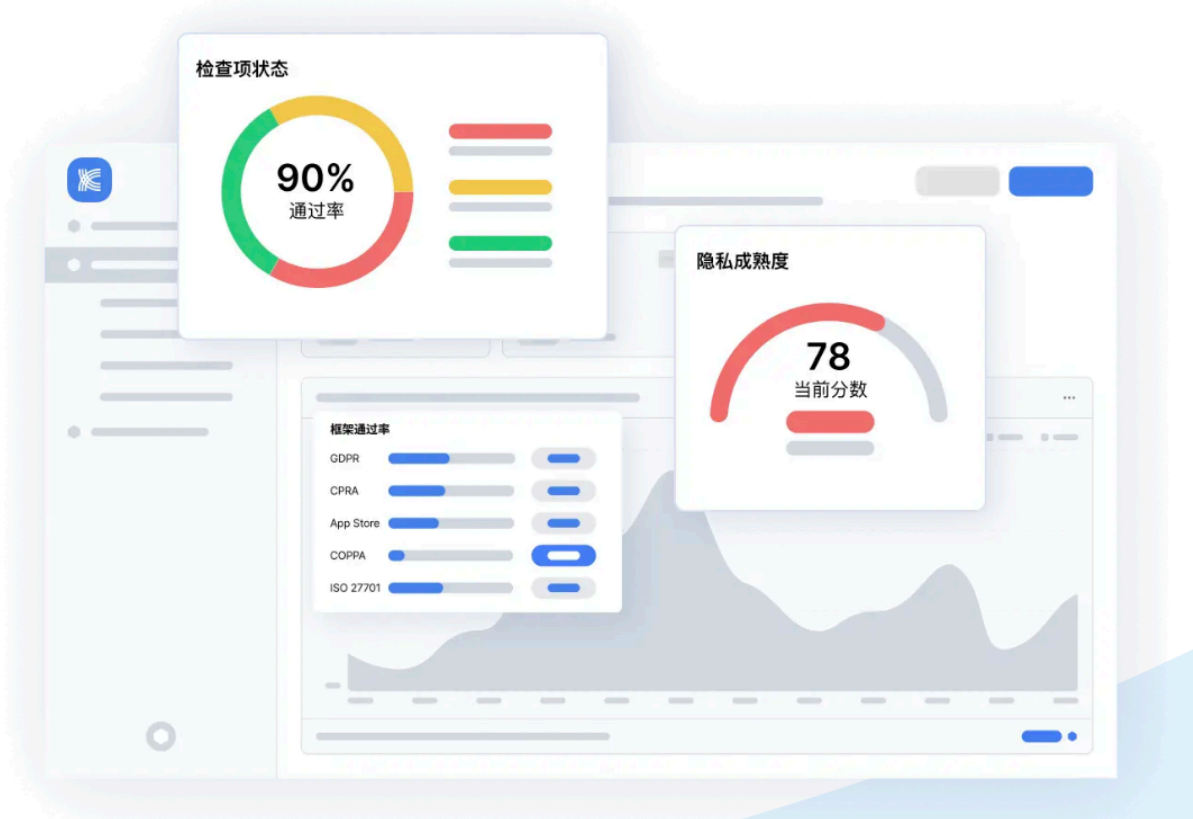 检查项状态
90%
通过率
隐私成熟度
78
当前分数
框架通过率
GDPR
CPRA
App Store
COPPA
ISO 27701